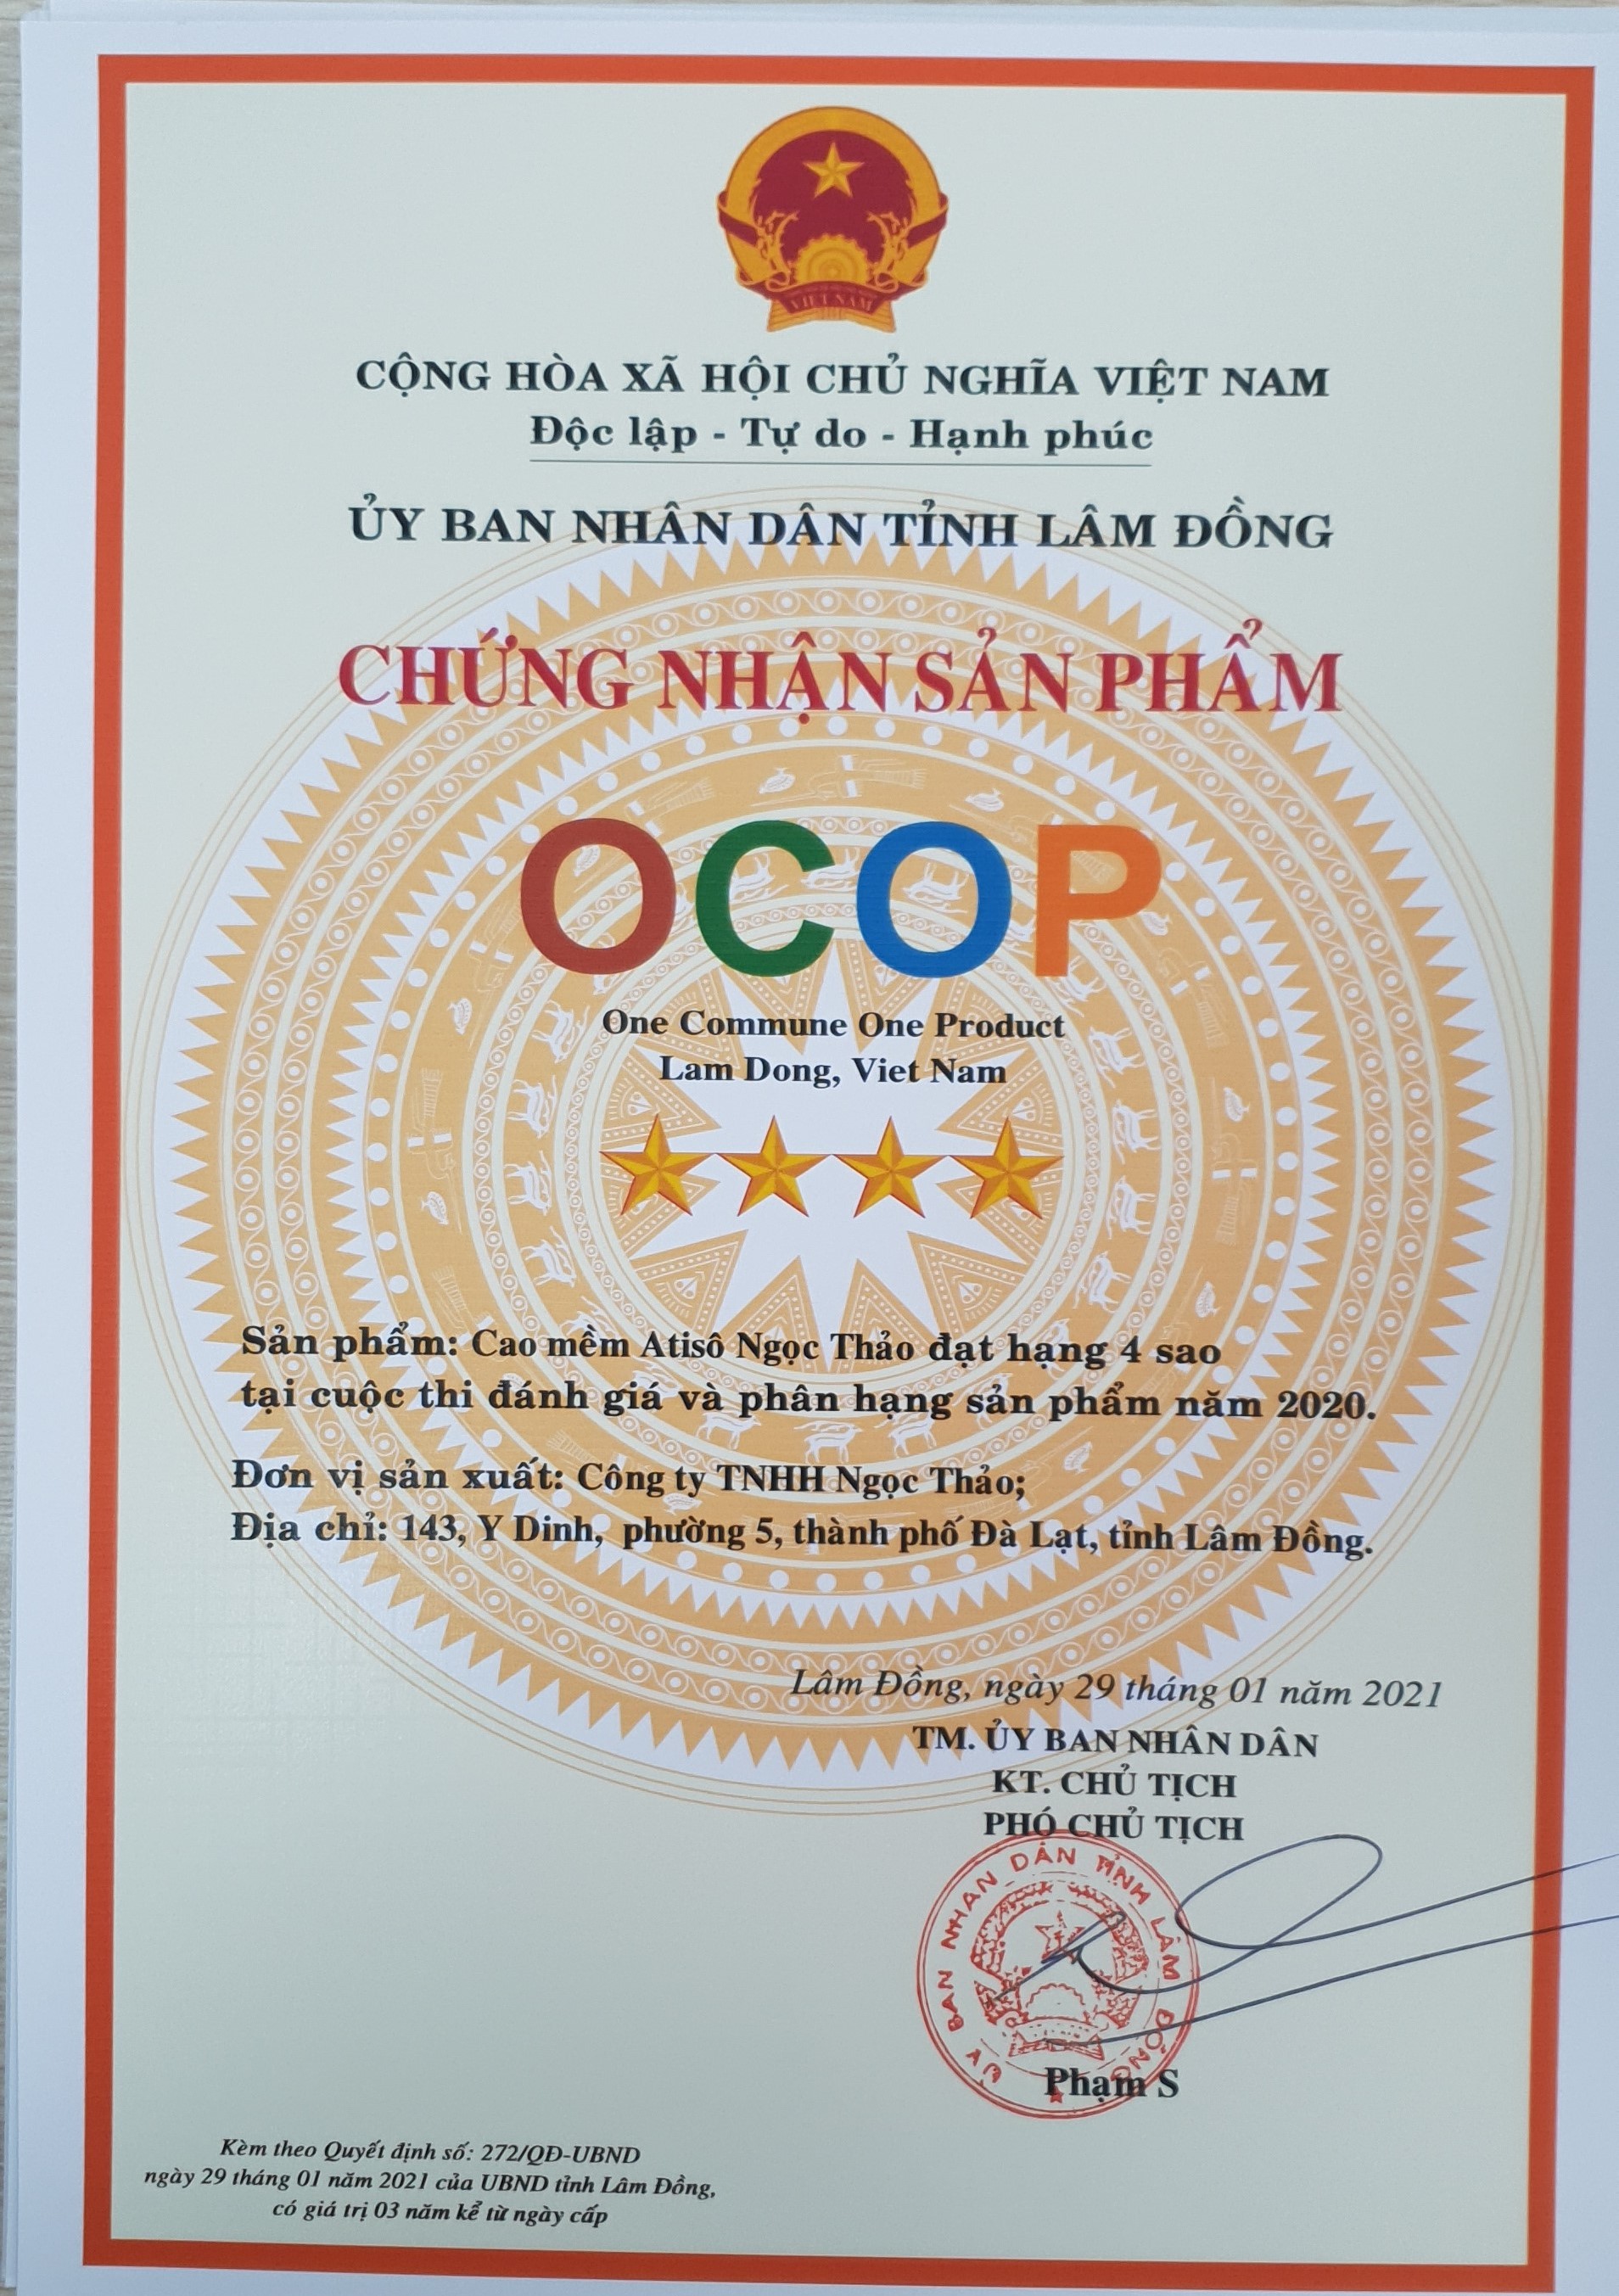 VIỆT NAM
CỘNG HÒA XÃ HỘI CHỦ NGHĨA VIỆT NAM
Độc lập - Tự do - Hạnh phúc
ỦY BAN NHÂN DÂN TỈNH LÂM ĐỒNG
CHỨNG NHẬN SẢN PHẨM
OCOP
One Commune One Product
Lam Dong, Viet Nam
Sản phẩm: Cao mềm Atisô Ngọc Thảo đạt hạng 4 sao
tại cuộc thi đánh giá và phân hạng sản phẩm năm 2020.
Đơn vị sản xuất: Công ty TNHH Ngọc Thảo;
Địa chỉ: 143, Y Dinh, phường 5, thành phố Đà Lạt, tỉnh Lâm Đồng.
Lâm Đồng, ngày 29 tháng 01 năm 2021
TM. ỦY BAN NHÂN DÂN
KT. CHỦ TỊCH
PHÓ CHỦ TỊCH
ỦY BAN NHÂN DÂN TỈNH LÂM ĐỒNG
Phạm S
Kèm theo Quyết định số: 272/QĐ-UBND
ngày 29 tháng 01 năm 2021 của UBND tỉnh Lâm Đồng,
có giá trị 03 năm kể từ ngày cấp